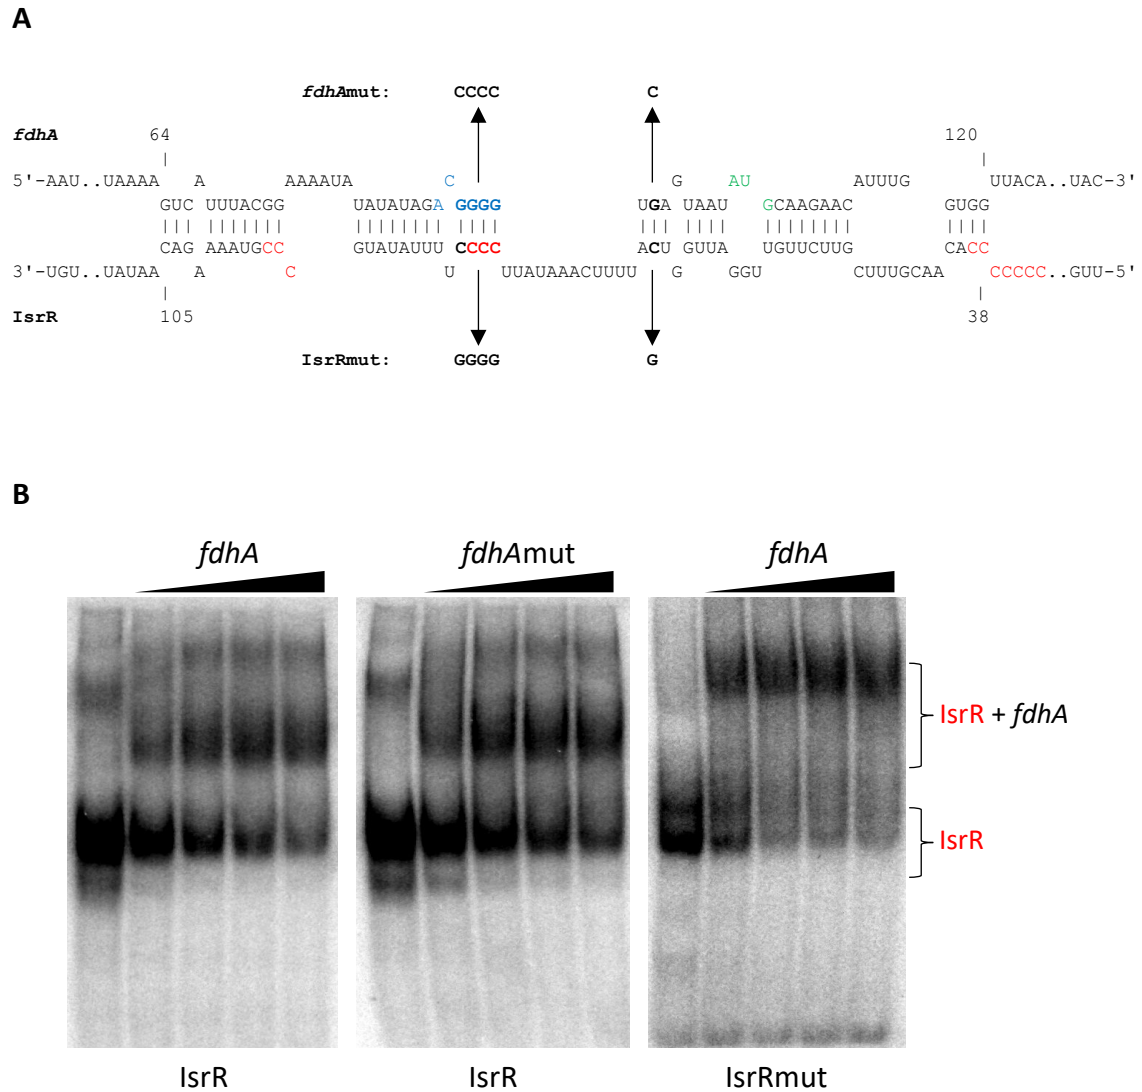 A
fdhAmut: CCCC C
fdhA 64 120
| |
5'-AAU..UAAAA A AAAAUA C G AU AUUUG UUACA..UAC-3'
GUC UUUACGG UAUAUAGA GGGG UGA UAAU GCAAGAAC GUGG
||| ||||||| |||||||| |||| ||| |||| |||||||| ||||
CAG AAAUGCC GUAUAUUU CCCC ACU GUUA UGUUCUUG CACC
3'-UGU..UAUAA A C U UUAUAAACUUUU G GGU CUUUGCAA CCCCC..GUU-5'
| |
IsrR 105 38
IsrRmut: GGGG G
B
fdhA fdhAmut fdhA
IsrR + fdhA
IsrR
IsrR IsrR IsrRmut